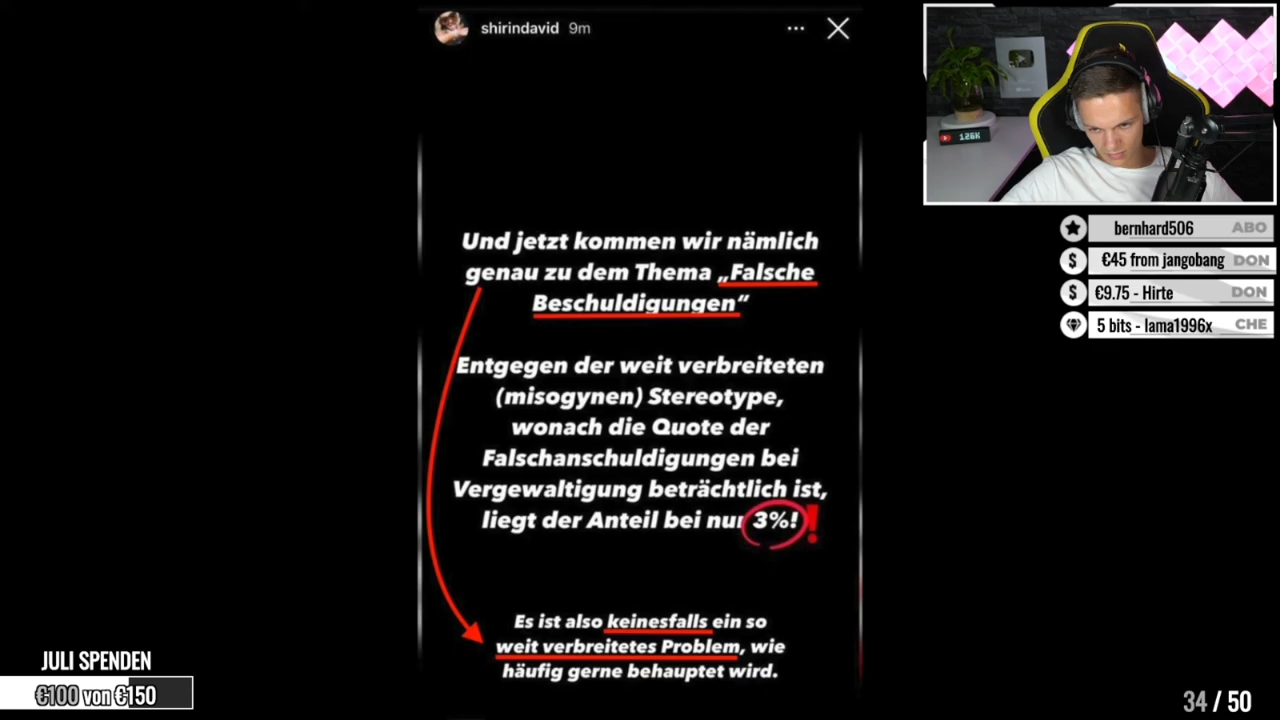 shirindavid 9m
Und jetzt kommen wir nämlich
genau zu dem Thema „Falsche
Beschuldigungen“
Entgegen der weit verbreiteten
(misogynen) Stereotype,
wonach die Quote der
Falschanschuldigungen bei
Vergewaltigung beträchtlich ist,
liegt der Anteil bei nur 3%!
Es ist also keinesfalls ein so
weit verbreitetes Problem, wie
häufig gerne behauptet wird.
126K
bernhard506 ABO
€45 from jangobang DON
€9.75 - Hirte DON
5 bits - lama1996x CHE
JULI SPENDEN
€100 von €150
34 / 50